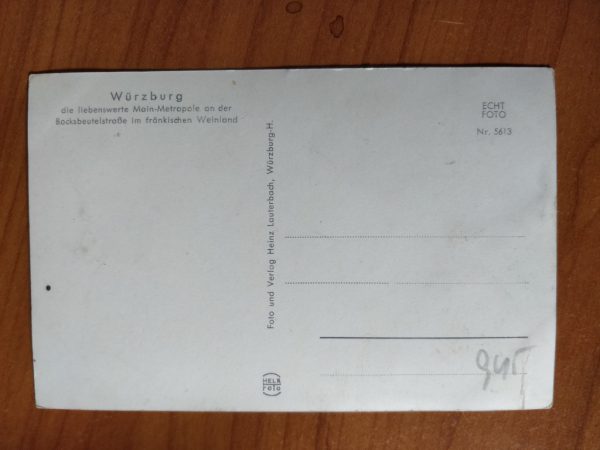 Würzburg
die liebenswerte Main-Metropole an der
Bocksbeutelstraße im fränkischen Weinland
ECHT
FOTO
Nr. 5613
Foto und Verlag Heinz Lauterbach, Würzburg-H.
HELA
FOTO